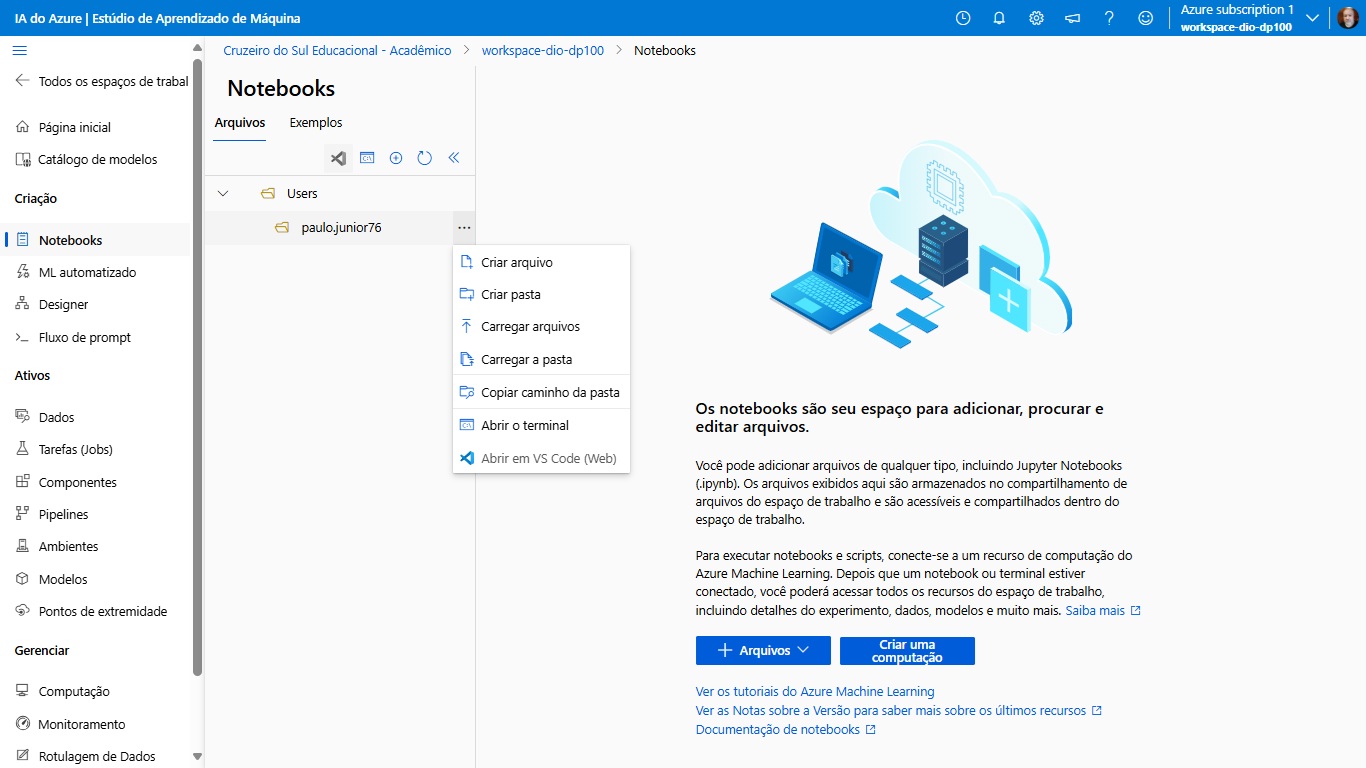 IA do Azure | Estúdio de Aprendizado de Máquina
Azure subscription 1
workspace-dio-dp100
Todos os espaços de trabal
Página inicial
Catálogo de modelos
Criação
Notebooks
ML automatizado
Designer
Fluxo de prompt
Ativos
Dados
Tarefas (Jobs)
Componentes
Pipelines
Ambientes
Modelos
Pontos de extremidade
Gerenciar
Computação
Monitoramento
Rotulagem de Dados
Cruzeiro do Sul Educacional - Acadêmico > workspace-dio-dp100 > Notebooks
Notebooks
Arquivos Exemplos
Users
paulo.junior76
Criar arquivo
Criar pasta
Carregar arquivos
Carregar a pasta
Copiar caminho da pasta
Abrir o terminal
Abrir em VS Code (Web)
Os notebooks são seu espaço para adicionar, procurar e
editar arquivos.
Você pode adicionar arquivos de qualquer tipo, incluindo Jupyter Notebooks
(.ipynb). Os arquivos exibidos aqui são armazenados no compartilhamento de
arquivos do espaço de trabalho e são acessíveis e compartilhados dentro do
espaço de trabalho.
Para executar notebooks e scripts, conecte-se a um recurso de computação do
Azure Machine Learning. Depois que um notebook ou terminal estiver
conectado, você poderá acessar todos os recursos do espaço de trabalho,
incluindo detalhes do experimento, dados, modelos e muito mais. Saiba mais
Arquivos
Criar uma
computação
Ver os tutoriais do Azure Machine Learning
Ver as Notas sobre a Versão para saber mais sobre os últimos recursos
Documentação de notebooks